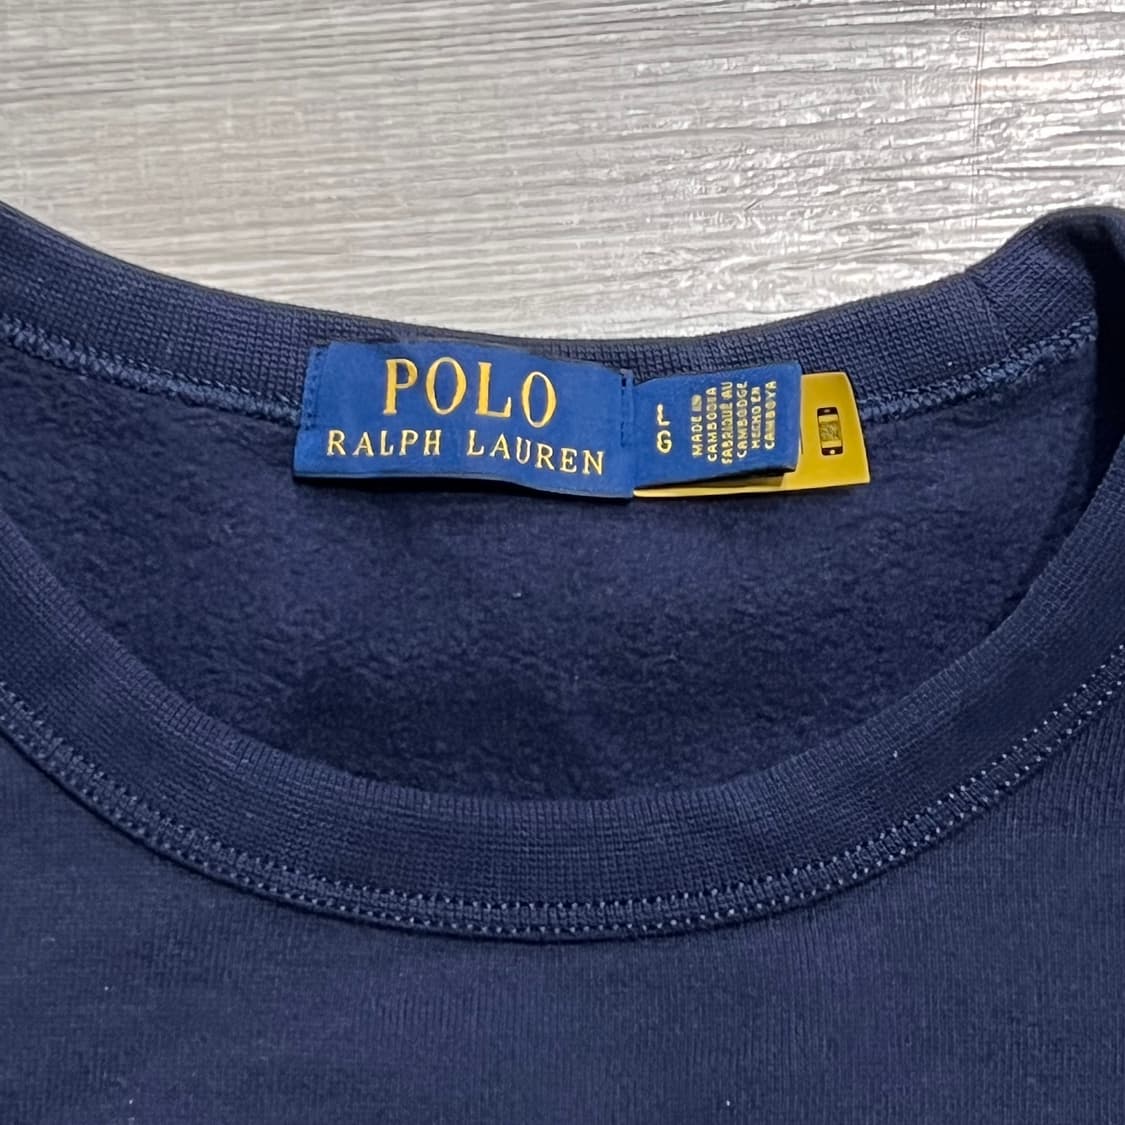 POLO
RALPH LAUREN
L
G
MADE IN
CAMBODIA
FABRIQUÉ AU
CAMBODGE
HECHO EN
CAMBOYA